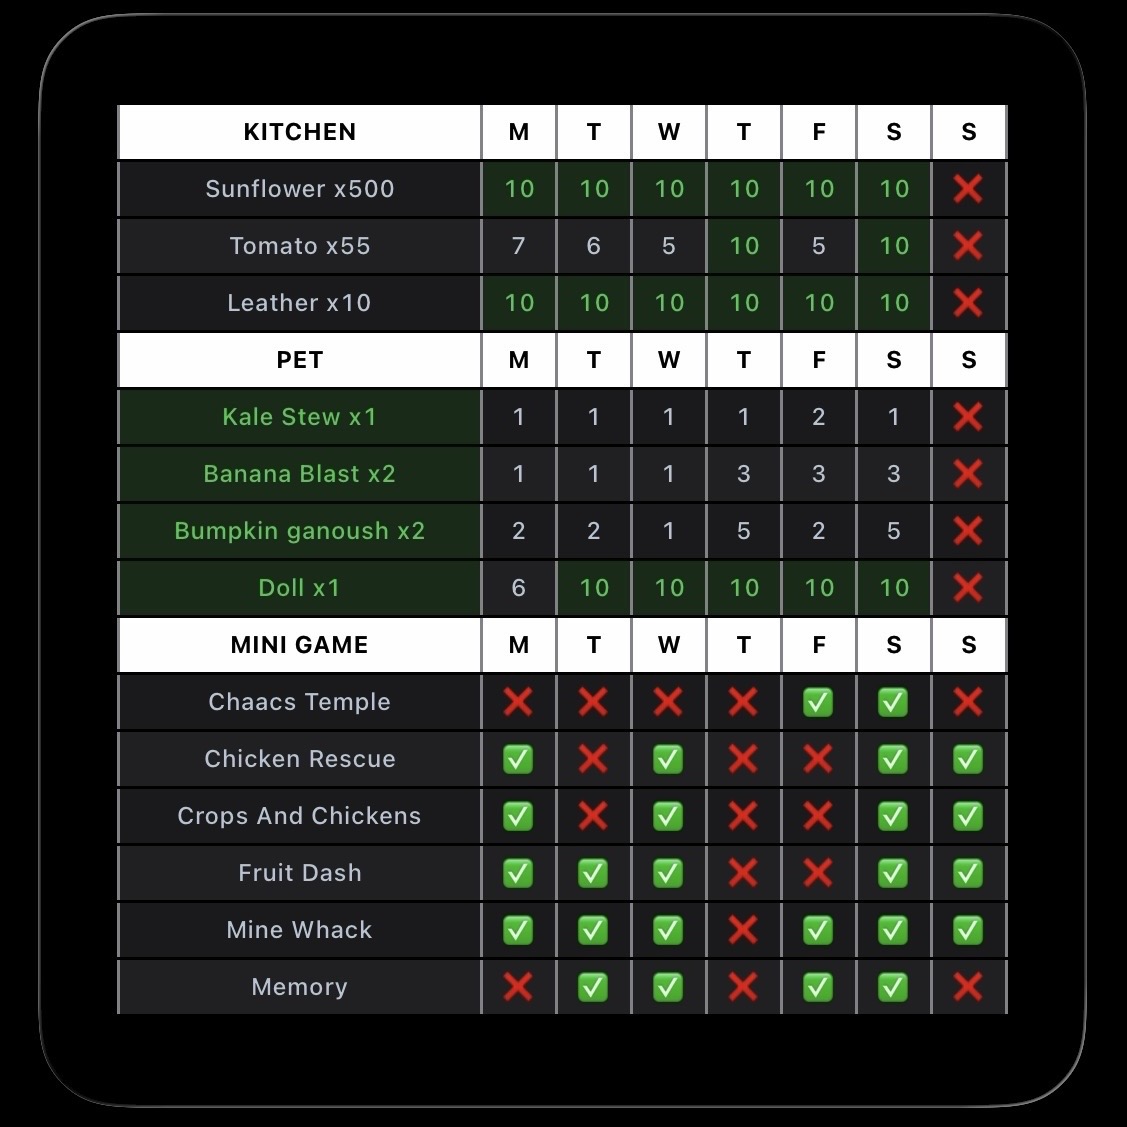 KITCHEN M T W T F S S
Sunflower x500 10 10 10 10 10 10 ❌
Tomato x55 7 6 5 10 5 10 ❌
Leather x10 10 10 10 10 10 10 ❌
PET M T W T F S S
Kale Stew x1 1 1 1 1 2 1 ❌
Banana Blast x2 1 1 1 3 3 3 ❌
Bumpkin ganoush x2 2 2 1 5 2 5 ❌
Doll x1 6 10 10 10 10 10 ❌
MINI GAME M T W T F S S
Chaacs Temple ❌ ❌ ❌ ❌ ✅ ✅ ❌
Chicken Rescue ✅ ❌ ✅ ❌ ❌ ✅ ✅
Crops And Chickens ✅ ❌ ✅ ❌ ❌ ✅ ✅
Fruit Dash ✅ ✅ ✅ ❌ ❌ ✅ ✅
Mine Whack ✅ ✅ ✅ ❌ ✅ ✅ ✅
Memory ❌ ✅ ✅ ❌ ✅ ✅ ❌